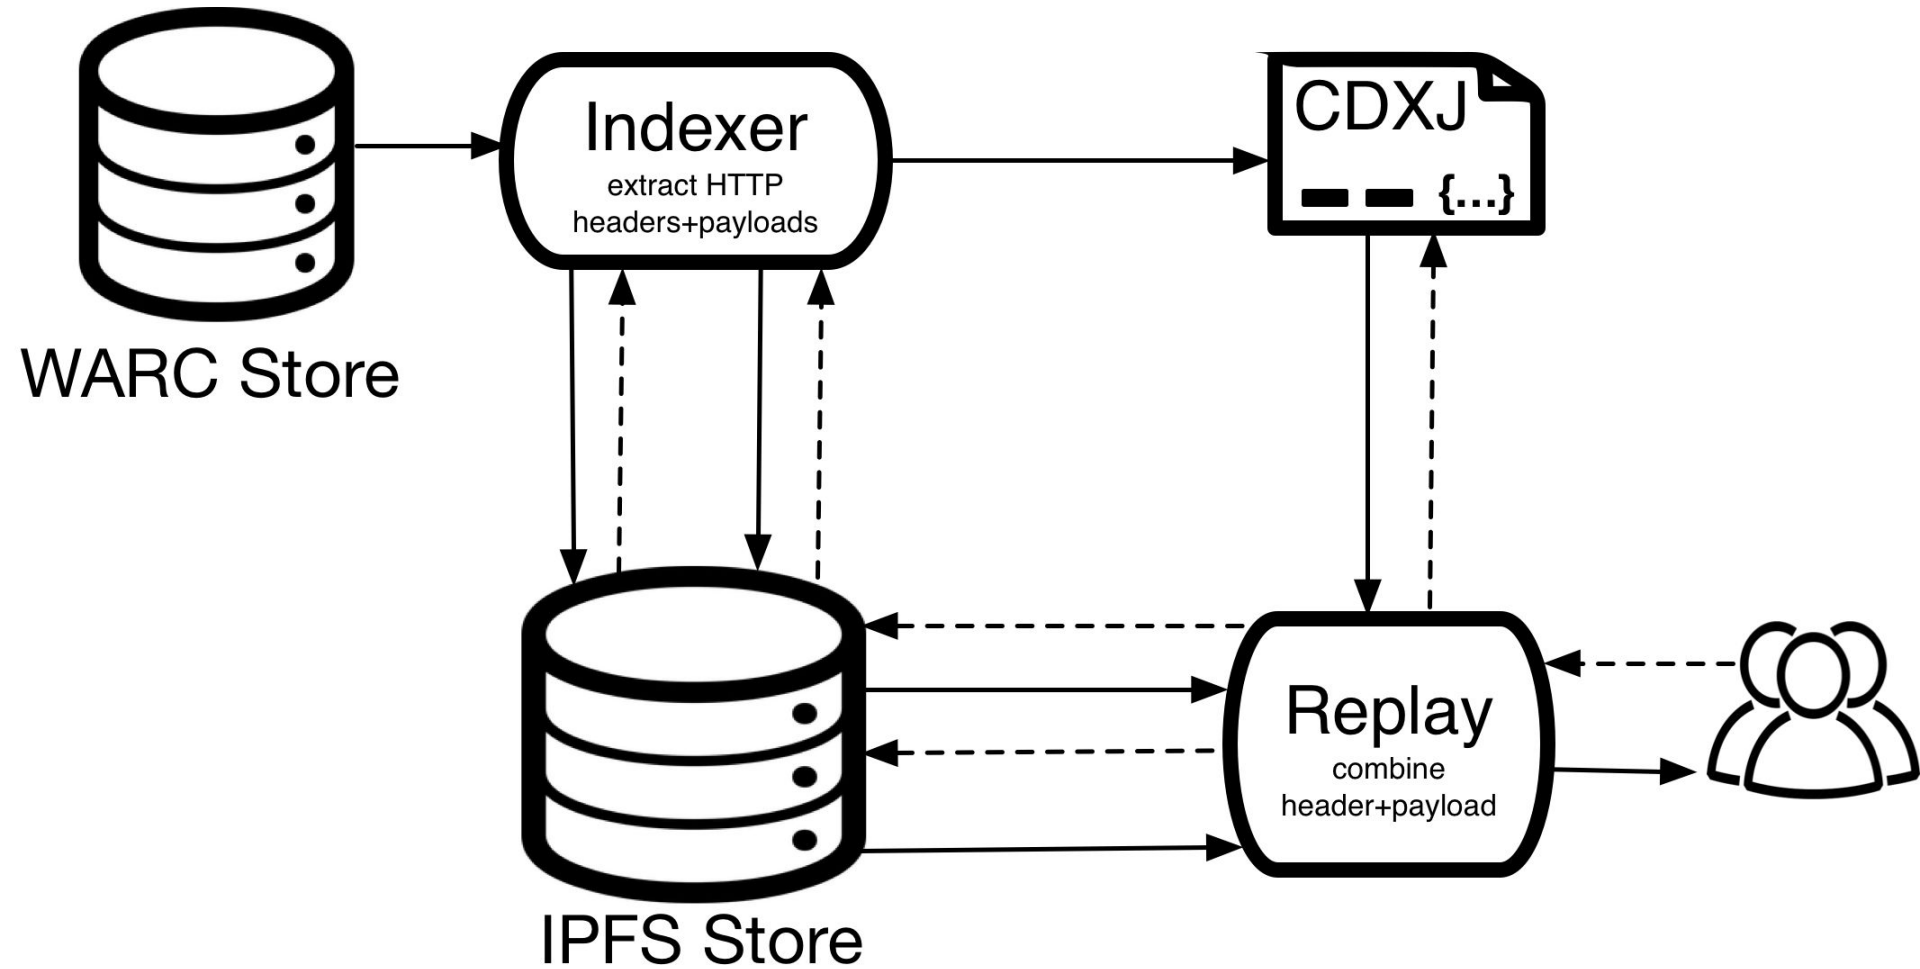 CDXJ
{...}
Indexer
extract HTTP
headers+payloads
WARC Store
Replay
combine
header+payload
IPFS Store